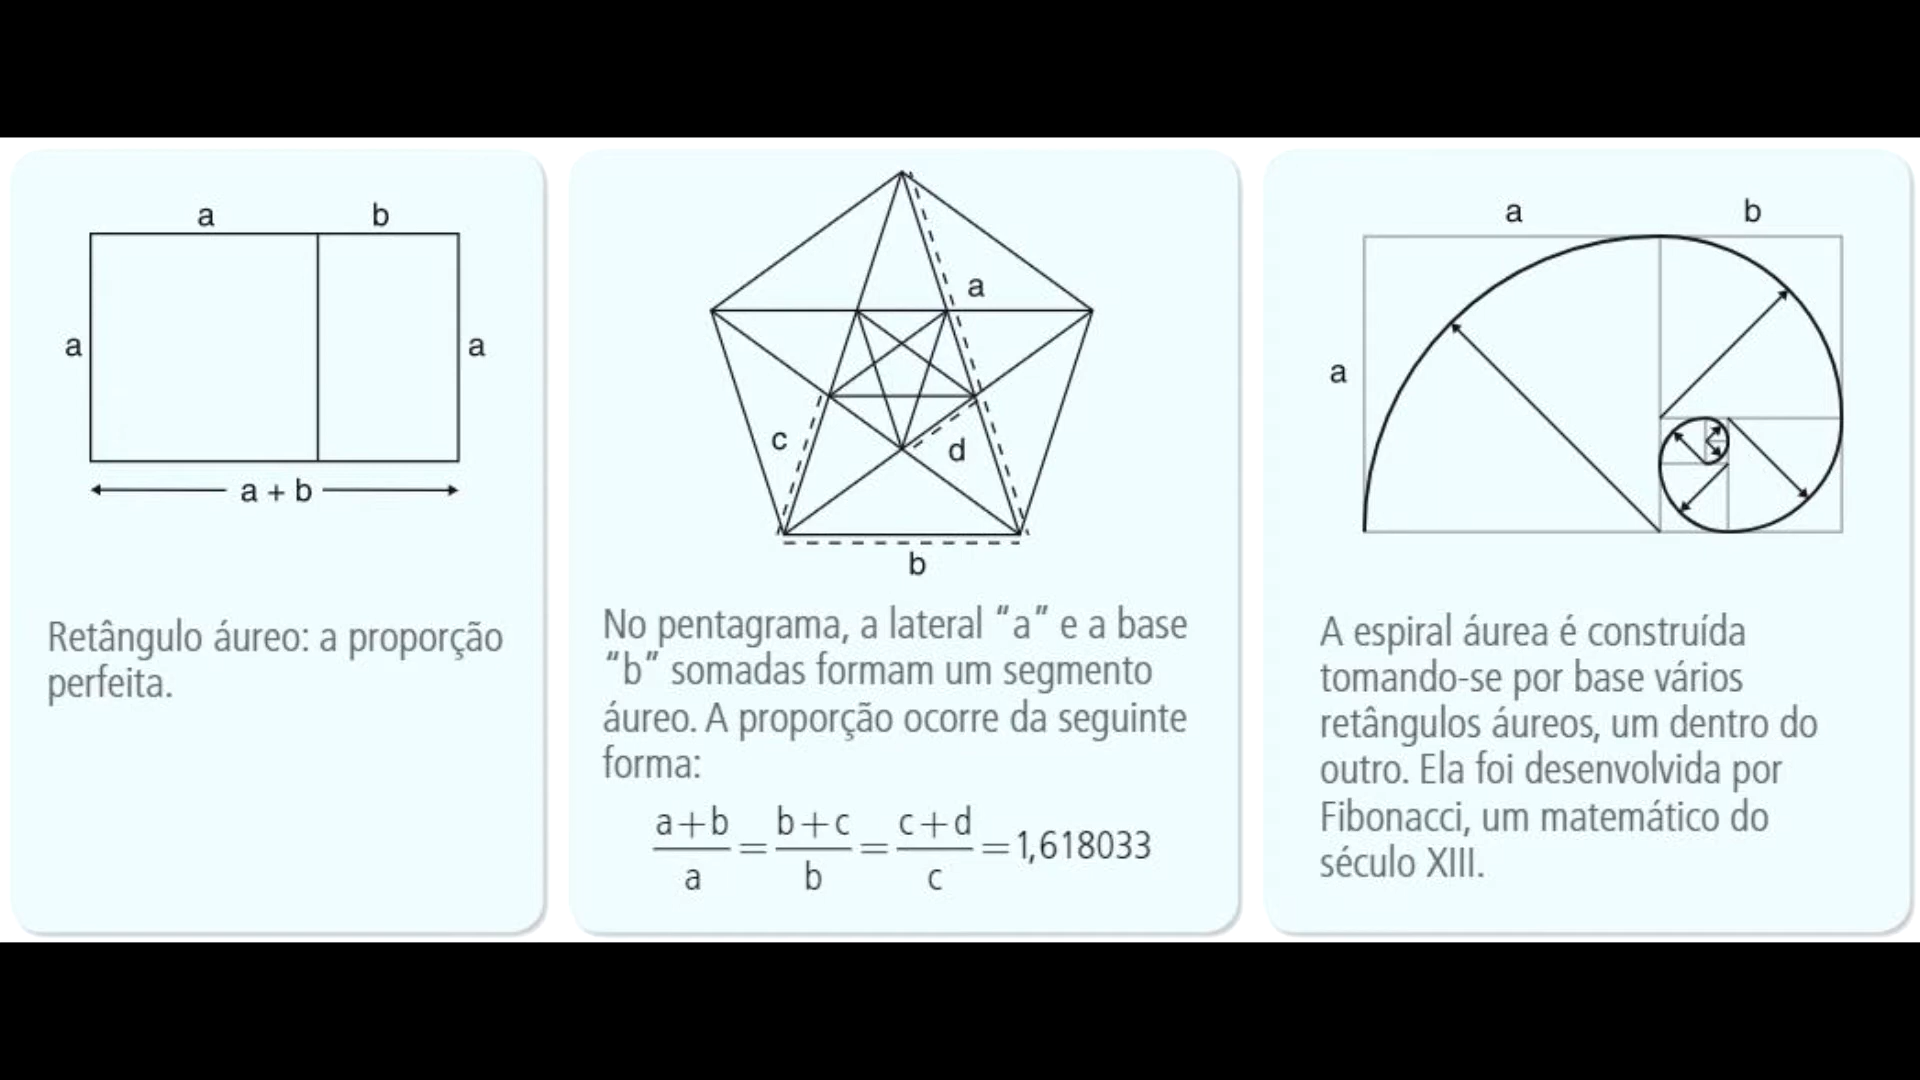 a
b
a
a
a + b
Retângulo áureo: a proporção
perfeita.
a
c
d
b
No pentagrama, a lateral “a” e a base
“b” somadas formam um segmento
áureo. A proporção ocorre da seguinte
forma:
a+b/a = b+c/b = c+d/c = 1,618033
a
b
a
A espiral áurea é construída
tomando-se por base vários
retângulos áureos, um dentro do
outro. Ela foi desenvolvida por
Fibonacci, um matemático do
século XIII.